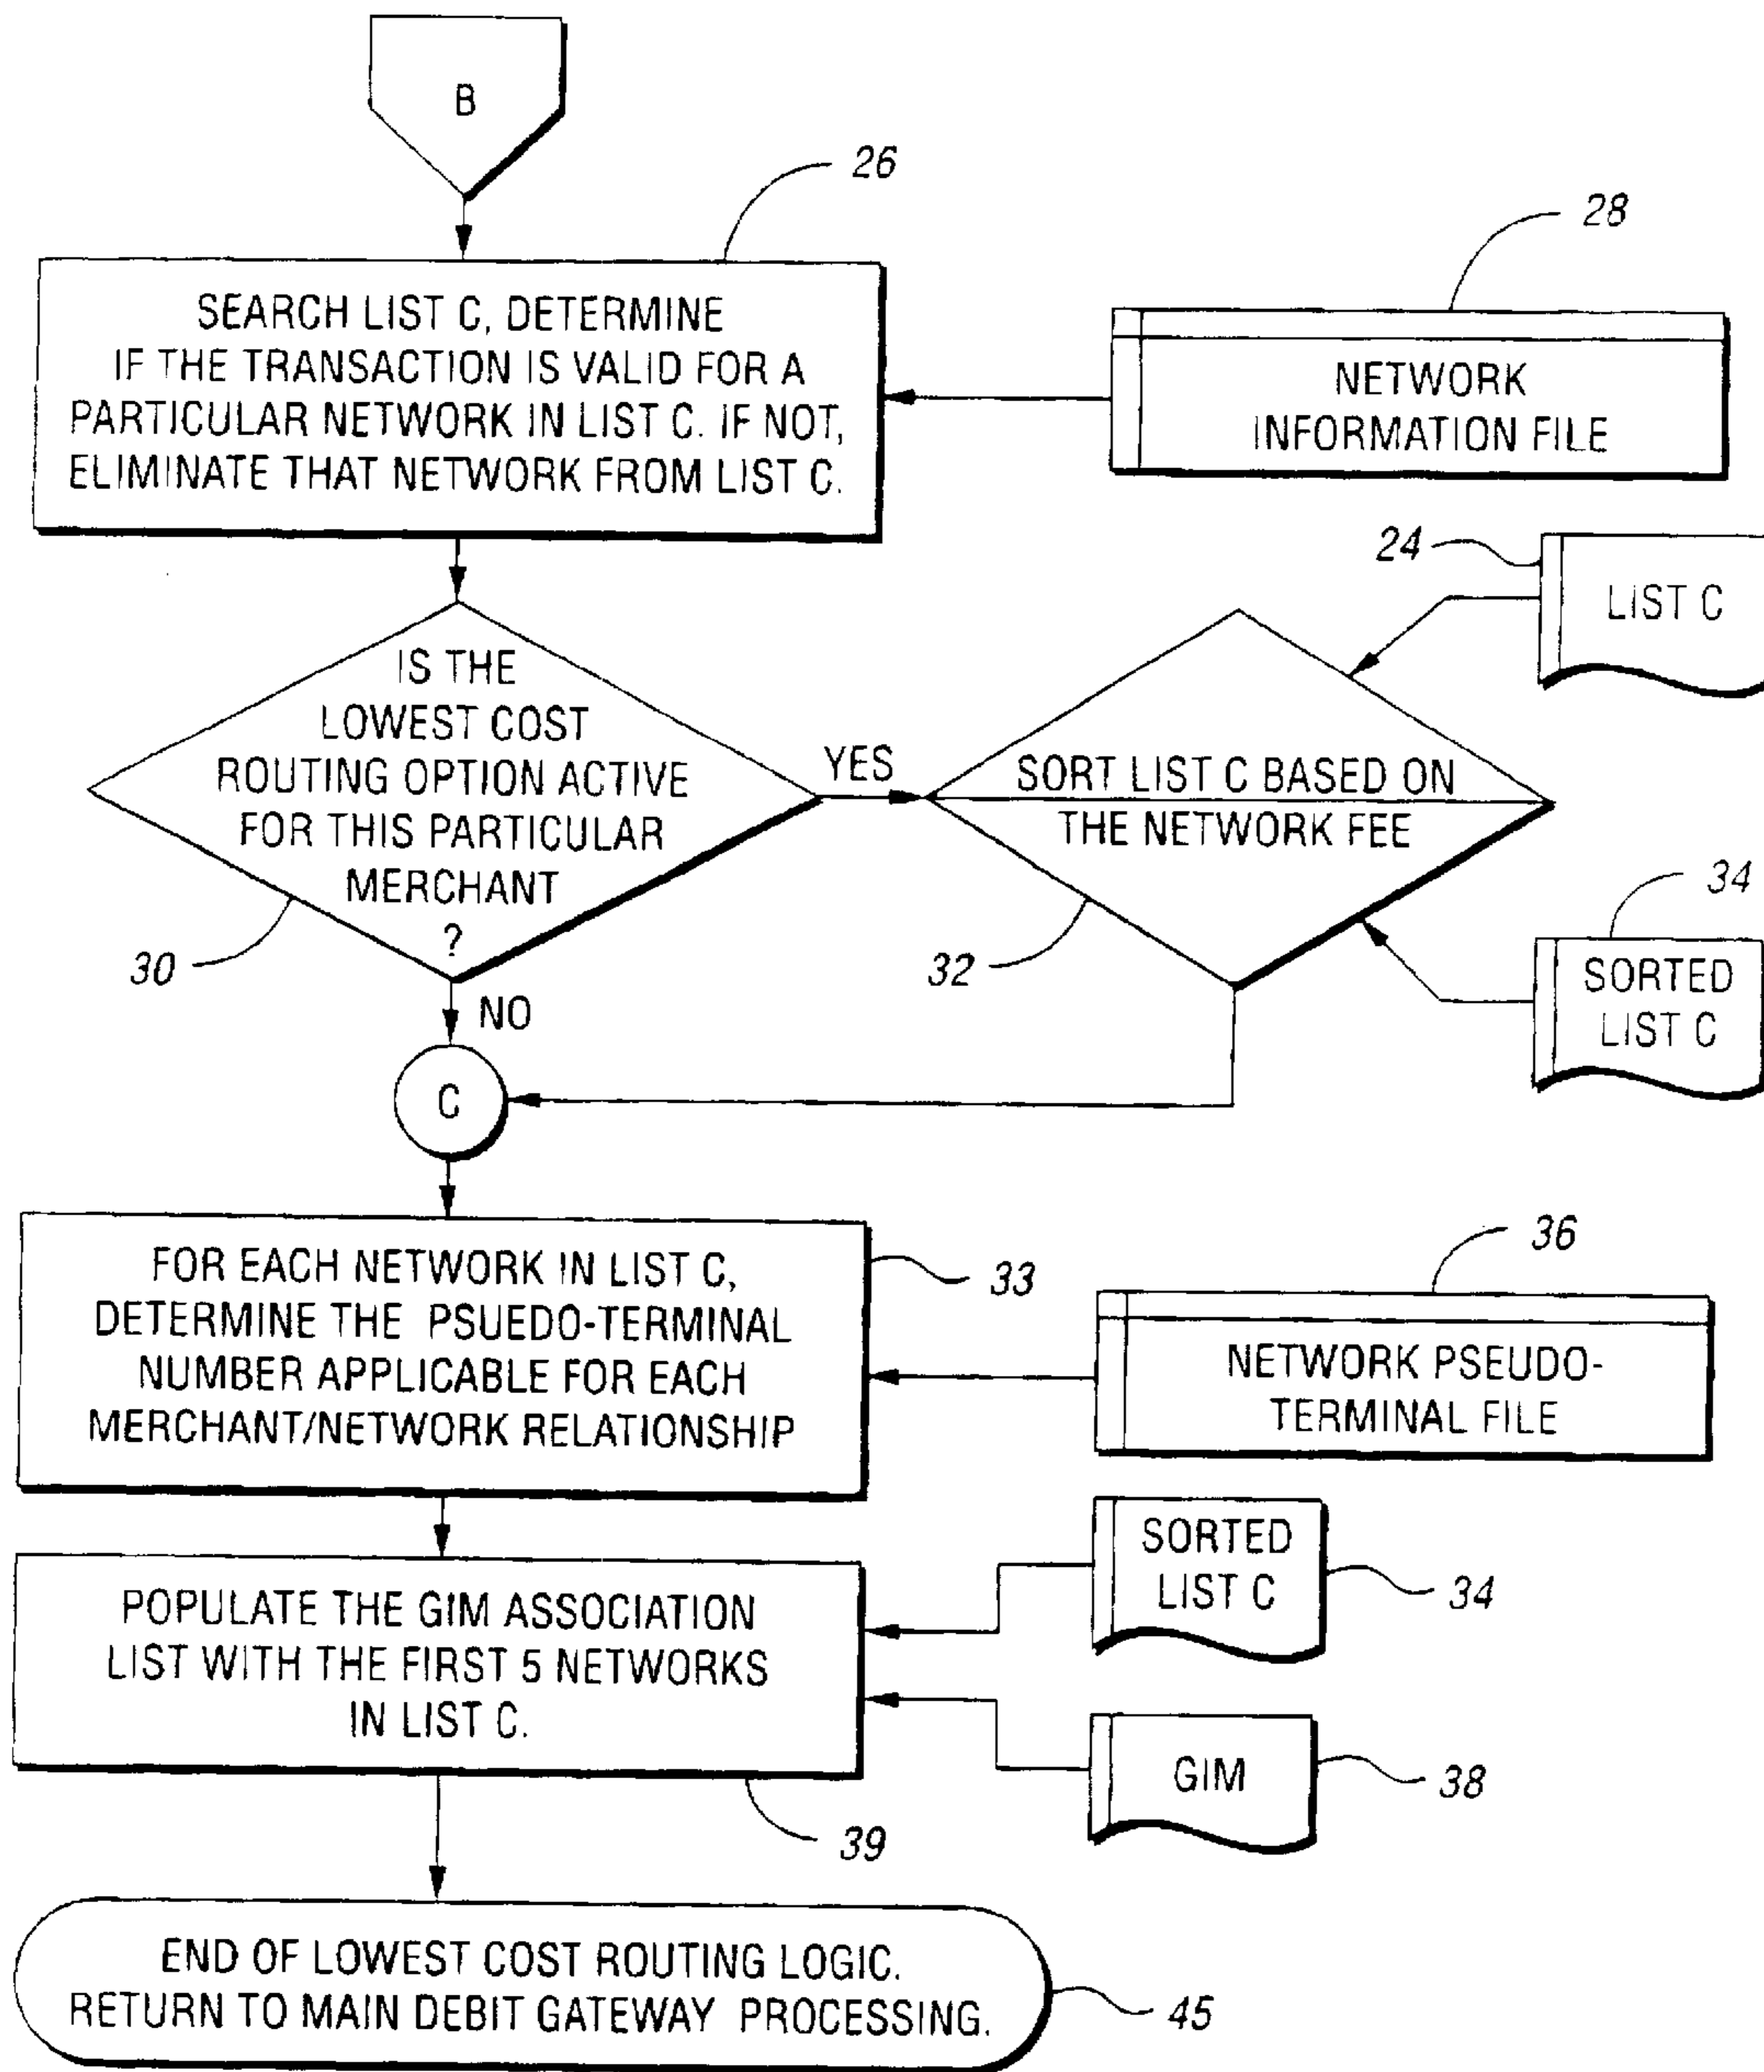 B
26
28
SEARCH LIST C, DETERMINE
IF THE TRANSACTION IS VALID FOR A
PARTICULAR NETWORK IN LIST C. IF NOT,
ELIMINATE THAT NETWORK FROM LIST C.
NETWORK
INFORMATION FILE
24
LIST C
IS THE
LOWEST COST
ROUTING OPTION ACTIVE
FOR THIS PARTICULAR
MERCHANT
?
30
YES
NO
SORT LIST C BASED ON
THE NETWORK FEE
32
34
SORTED
LIST C
C
FOR EACH NETWORK IN LIST C,
DETERMINE THE PSUEDO-TERMINAL
NUMBER APPLICABLE FOR EACH
MERCHANT/NETWORK RELATIONSHIP
33
36
NETWORK PSEUDO-
TERMINAL FILE
SORTED
LIST C
34
POPULATE THE GIM ASSOCIATION
LIST WITH THE FIRST 5 NETWORKS
IN LIST C.
39
GIM
38
END OF LOWEST COST ROUTING LOGIC.
RETURN TO MAIN DEBIT GATEWAY PROCESSING.
45